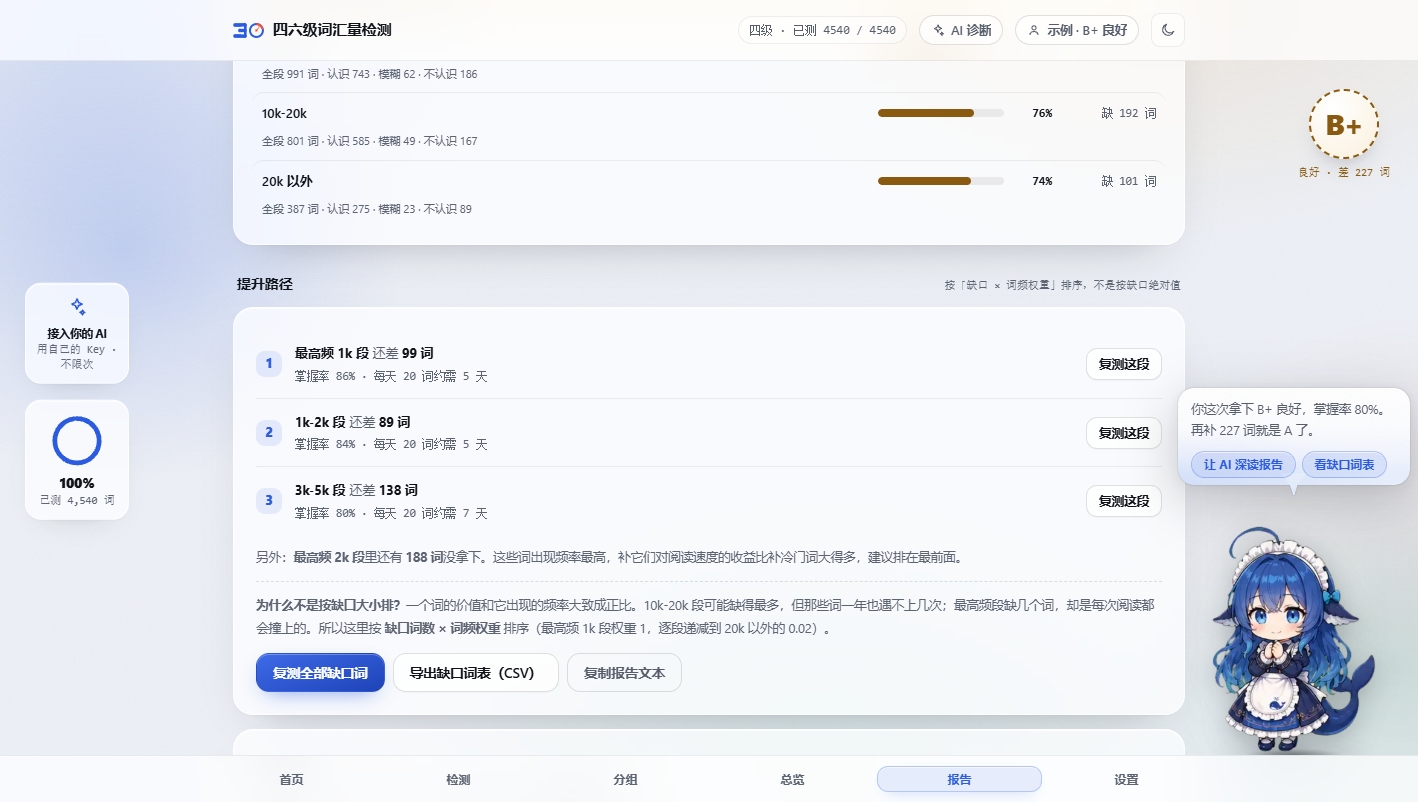 四六级词汇量检测
四级 · 已测 4540 / 4540
AI 诊断
示例 · B+ 良好
全段 991 词 · 认识 743 · 模糊 62 · 不认识 186
10k-20k
76%
缺 192 词
全段 801 词 · 认识 585 · 模糊 49 · 不认识 167
20k 以外
74%
缺 101 词
全段 387 词 · 认识 275 · 模糊 23 · 不认识 89
B+
良好 · 差 227 词
提升路径
按「缺口 × 词频权重」排序，不是按缺口绝对值
接入你的 AI
用自己的 Key ·
不限次
100%
已测 4,540 词
1
最高频 1k 段 还差 99 词
掌握率 86% · 每天 20 词约需 5 天
复测这段
2
1k-2k 段 还差 89 词
掌握率 84% · 每天 20 词约需 5 天
复测这段
3
3k-5k 段 还差 138 词
掌握率 80% · 每天 20 词约需 7 天
复测这段
另外：最高频 2k 段里还有 188 词没拿下。这些词出现频率最高，补它们对阅读速度的收益比补冷门词大得多，建议排在最前面。
为什么不是按缺口大小排？一个词的价值和它出现的频率大致成正比。10k-20k 段可能缺得最多，但那些词一年也遇不上几次；最高频段缺几个词，却是每次阅读都
会撞上的。所以这里按 缺口词数 × 词频权重 排序（最高频 1k 段权重 1，逐段递减到 20k 以外的 0.02）。
复测全部缺口词
导出缺口词表（CSV）
复制报告文本
你这次拿下 B+ 良好，掌握率 80%。
再补 227 词就是 A 了。
让 AI 深读报告
看缺口词表
首页
检测
分组
总览
报告
设置